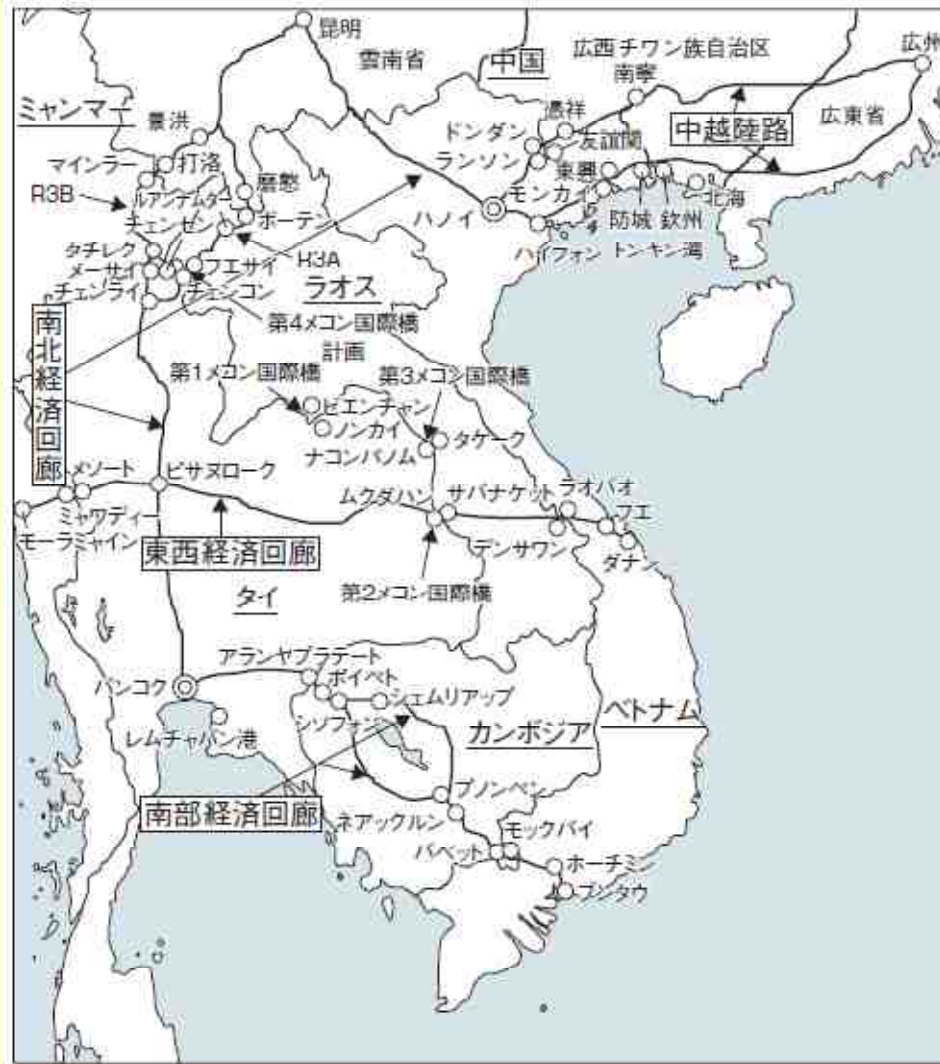 昆明
雲南省
中国
広西チワン族自治区
南寧
広州
ミャンマー
景洪
憑祥
ドンダン
友誼関
中越陸路
広東省
マインラー
打洛
ランソン
東興
R3B
磨憨
モンカイ
北海
ルアンナムター
ハノイ
防城
欽州
チェンセン
ボーテン
ハイフォン
トンキン湾
タチレク
R3A
メーサイ
フエサイ
チェンライ
チェンコン
ラオス
南北経済回廊
第4メコン国際橋
計画
第1メコン国際橋
第3メコン国際橋
ビエンチャン
ノンカイ
タケーク
ナコンパノム
メソート
ピサヌローク
ムクダハン
サバナケット
ラオバオ
フエ
ミャワディー
モーラミャイン
東西経済回廊
デンサワン
ダナン
第2メコン国際橋
タイ
アランヤプラテート
ポイペト
バンコク
シェムリアップ
シソフォン
カンボジア
ベトナム
レムチャバン港
南部経済回廊
プノンペン
ネアックルン
モックバイ
バベット
ホーチミン
ブンタウ